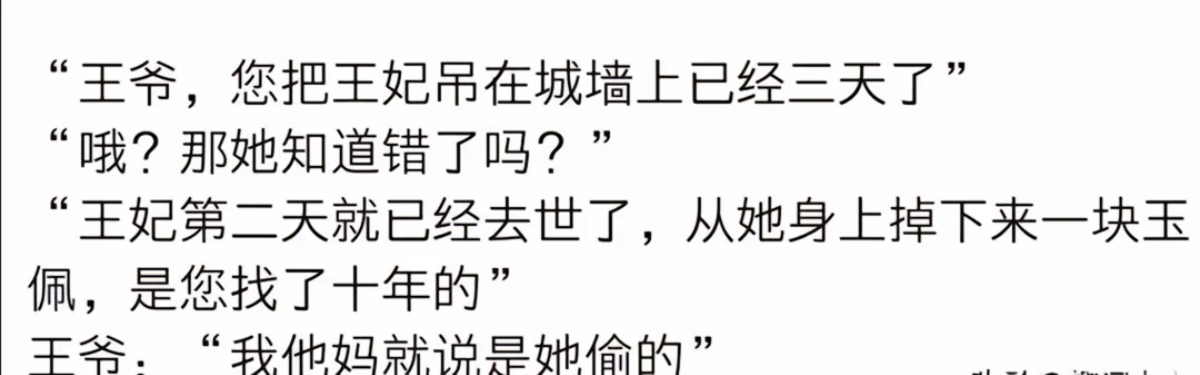 “王爷，您把王妃吊在城墙上已经三天了”
“哦？那她知道错了吗？”
“王妃第二天就已经去世了，从她身上掉下来一块玉
佩，是您找了十年的”
王爷：“我他妈就说是她偷的”